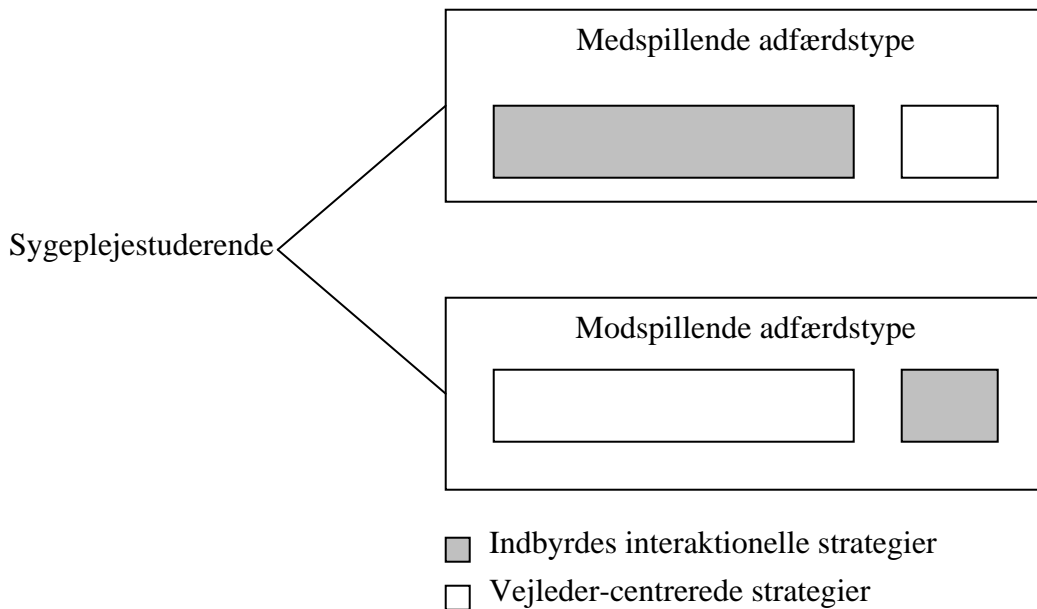 Medspillende adfærdstype
Sygeplejestuderende
Modspillende adfærdstype
Indbyrdes interaktionelle strategier
Vejleder-centrerede strategier